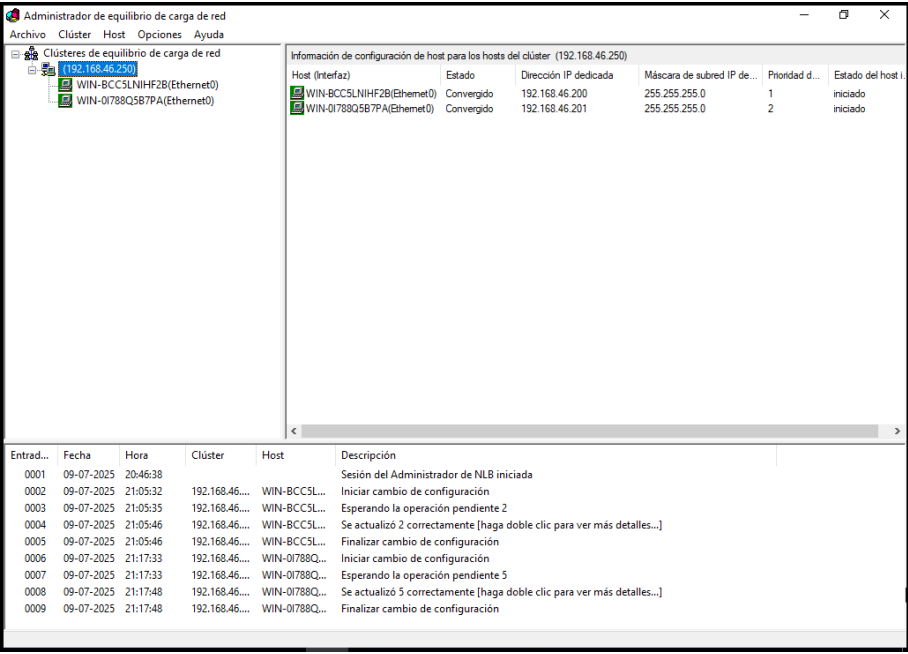 Administrador de equilibrio de carga de red
Archivo Clúster Host Opciones Ayuda
Clústeres de equilibrio de carga de red
(192.168.46.250)
WIN-BCC5LNIHF2B(Ethernet0)
WIN-0I788Q5B7PA(Ethernet0)
Información de configuración de host para los hosts del clúster (192.168.46.250)
Host (Interfaz) Estado Dirección IP dedicada Máscara de subred IP de... Prioridad d... Estado del host i.
WIN-BCC5LNIHF2B(Ethernet0) Convergido 192.168.46.200 255.255.255.0 1 iniciado
WIN-0I788Q5B7PA(Ethernet0) Convergido 192.168.46.201 255.255.255.0 2 iniciado
Entrad... Fecha Hora Clúster Host Descripción
0001 09-07-2025 20:46:38 Sesión del Administrador de NLB iniciada
0002 09-07-2025 21:05:32 192.168.46.... WIN-BCC5L... Iniciar cambio de configuración
0003 09-07-2025 21:05:35 192.168.46.... WIN-BCC5L... Esperando la operación pendiente 2
0004 09-07-2025 21:05:46 192.168.46.... WIN-BCC5L... Se actualizó 2 correctamente [haga doble clic para ver más detalles...]
0005 09-07-2025 21:05:46 192.168.46.... WIN-BCC5L... Finalizar cambio de configuración
0006 09-07-2025 21:17:33 192.168.46.... WIN-0I788Q... Iniciar cambio de configuración
0007 09-07-2025 21:17:33 192.168.46.... WIN-0I788Q... Esperando la operación pendiente 5
0008 09-07-2025 21:17:48 192.168.46.... WIN-0I788Q... Se actualizó 5 correctamente [haga doble clic para ver más detalles...]
0009 09-07-2025 21:17:48 192.168.46.... WIN-0I788Q... Finalizar cambio de configuración